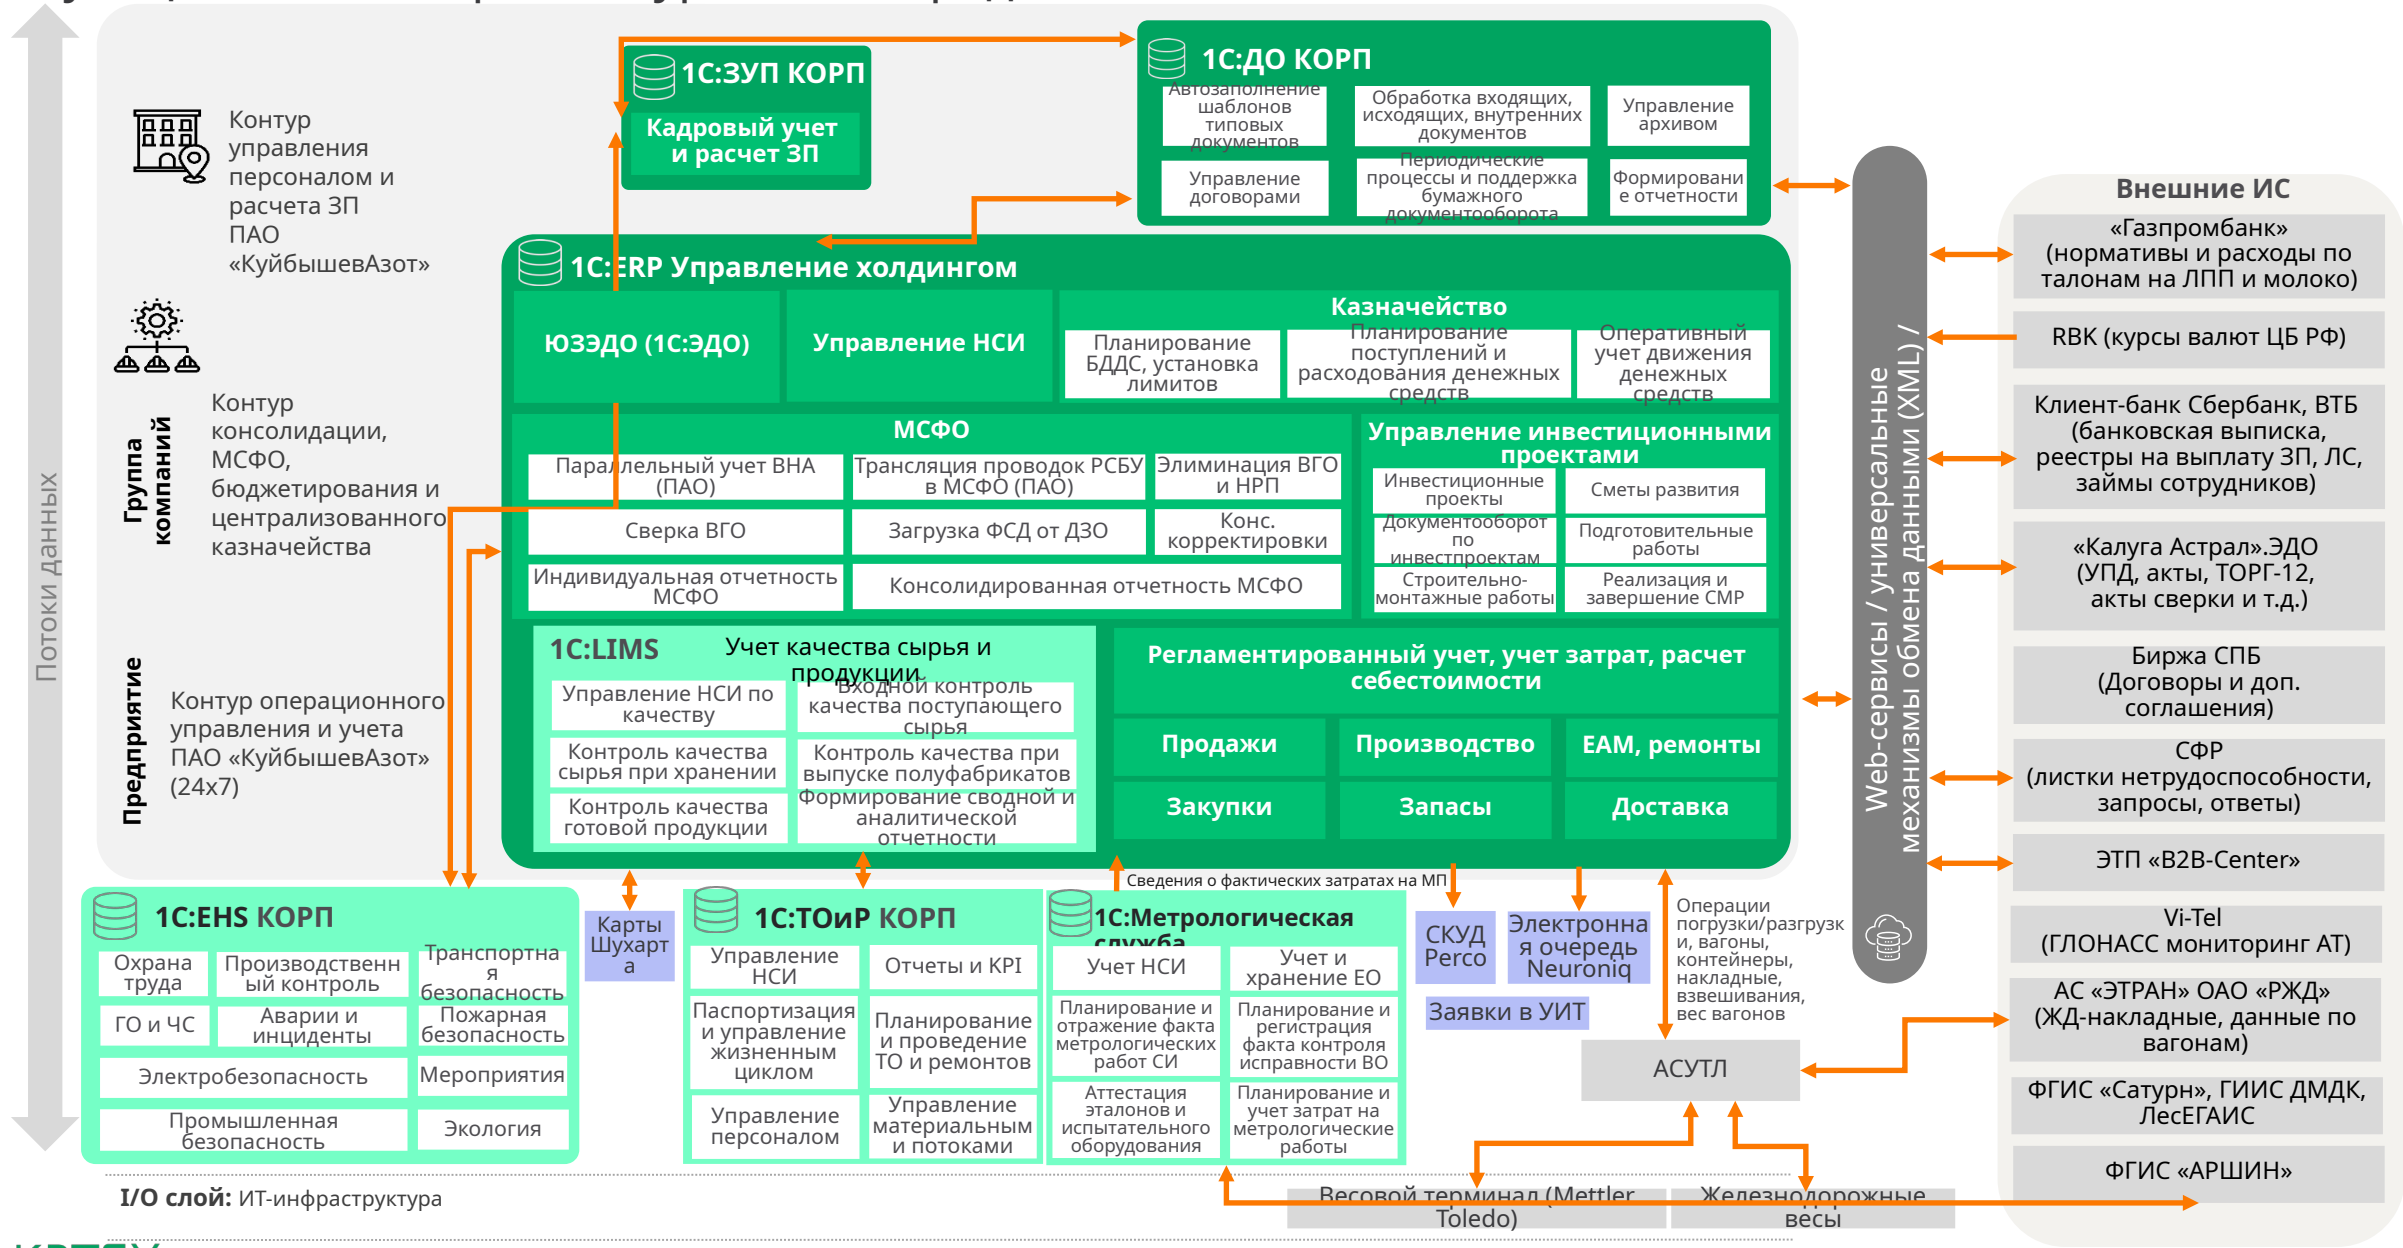 1С:ЗУП КОРП
Кадровый учет
и расчет ЗП
1С:ДО КОРП
Автозаполнение
шаблонов
типовых
документов
Обработка входящих,
исходящих, внутренних
документов
Управление
архивом
Управление
договорами
Периодические
процессы и поддержка
бумажного
документооборота
Формировани
е отчетности
Контур
управления
персоналом и
расчета ЗП
ПАО
«КуйбышевАзот»
Группа
компаний
Контур
консолидации,
МСФО,
бюджетирования и
централизованного
казначейства
Предприятие
Контур операционного
управления и учета
ПАО «КуйбышевАзот»
(24х7)
Потоки данных
1С:ERP Управление холдингом
ЮЗЭДО (1С:ЭДО)
Управление НСИ
Казначейство
Планирование
БДДС, установка
лимитов
Планирование
поступлений и
расходования денежных
средств
Оперативный
учет движения
денежных
средств
МСФО
Параллельный учет ВНА
(ПАО)
Трансляция проводок РСБУ
в МСФО (ПАО)
Элиминация ВГО
и НРП
Сверка ВГО
Загрузка ФСД от ДЗО
Конс.
корректировки
Индивидуальная отчетность
МСФО
Консолидированная отчетность МСФО
Управление инвестиционными
проектами
Инвестиционные
проекты
Сметы развития
Документооборот
по
инвестпроектам
Подготовительные
работы
Строительно-
монтажные работы
Реализация и
завершение СМР
1С:LIMS
Учет качества сырья и
продукции
Управление НСИ по
качеству
Входной контроль
качества поступающего
сырья
Контроль качества
сырья при хранении
Контроль качества при
выпуске полуфабрикатов
Контроль качества
готовой продукции
Формирование сводной и
аналитической
отчетности
Регламентированный учет, учет затрат, расчет
себестоимости
Продажи
Производство
ЕАМ, ремонты
Закупки
Запасы
Доставка
Web-сервисы / универсальные
механизмы обмена данными (XML) /
Внешние ИС
«Газпромбанк»
(нормативы и расходы по
талонам на ЛПП и молоко)
RBK (курсы валют ЦБ РФ)
Клиент-банк Сбербанк, ВТБ
(банковская выписка,
реестры на выплату ЗП, ЛС,
займы сотрудников)
«Калуга Астрал».ЭДО
(УПД, акты, ТОРГ-12,
акты сверки и т.д.)
Биржа СПБ
(Договоры и доп.
соглашения)
СФР
(листки нетрудоспособности,
запросы, ответы)
ЭТП «B2B-Center»
Vi-Tel
(ГЛОНАСС мониторинг АТ)
АС «ЭТРАН» ОАО «РЖД»
(ЖД-накладные, данные по
вагонам)
ФГИС «Сатурн», ГИИС ДМДК,
ЛесЕГАИС
ФГИС «АРШИН»
1С:EHS КОРП
Охрана
труда
Производственн
ый контроль
Транспортна
я
безопасность
ГО и ЧС
Аварии и
инциденты
Пожарная
безопасность
Электробезопасность
Мероприятия
Промышленная
безопасность
Экология
Карты
Шухарт
а
1С:ТОиР КОРП
Управление
НСИ
Отчеты и KPI
Паспортизация
и управление
жизненным
циклом
Планирование
и проведение
ТО и ремонтов
Управление
персоналом
Управление
материальным
и потоками
Сведения о фактических затратах на МП
1С:Метрологическая
служба
Учет НСИ
Учет и
хранение ЕО
Планирование и
отражение факта
метрологических
работ СИ
Планирование и
регистрация
факта контроля
исправности ВО
Аттестация
эталонов и
испытательного
оборудования
Планирование и
учет затрат на
метрологические
работы
СКУД
Perco
Электронна
я очередь
Neuroniq
Заявки в УИТ
Операции
погрузки/разгрузк
и, вагоны,
контейнеры,
накладные,
взвешивания,
вес вагонов
АСУТЛ
Весовой терминал (Mettler
Toledo)
Железнодорожные
весы
I/O слой: ИТ-инфраструктура